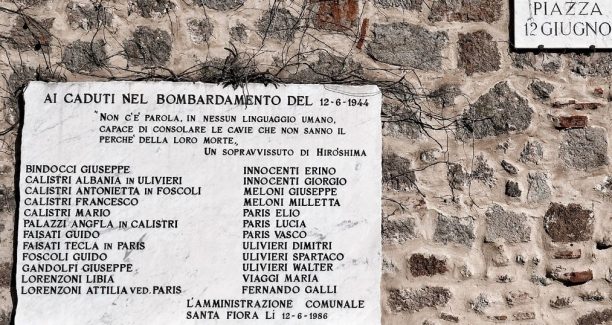 PIAZZA
12 GIUGNO
AI CADUTI NEL BOMBARDAMENTO DEL 12-6-1944
"NON C'È PAROLA, IN NESSUN LINGUAGGIO UMANO,
CAPACE DI CONSOLARE LE CAVIE CHE NON SANNO IL
PERCHE' DELLA LORO MORTE„
UN SOPRAVVISSUTO DI HIROSHIMA
BINDOCCI GIUSEPPE
CALISTRI ALBANIA IN ULIVIERI
CALISTRI ANTONIETTA IN FOSCOLI
CALISTRI FRANCESCO
CALISTRI MARIO
PALAZZI ANGELA IN CALISTRI
FAISATI GUIDO
FAISATI TECLA IN PARIS
FOSCOLI GUIDO
GANDOLFI GIUSEPPE
LORENZONI LIBIA
LORENZONI ATTILIA VED. PARIS
INNOCENTI ERINO
INNOCENTI GIORGIO
MELONI GIUSEPPE
MELONI MILLETTA
PARIS ELIO
PARIS LUCIA
PARIS VASCO
ULIVIERI DIMITRI
ULIVIERI SPARTACO
ULIVIERI WALTER
VIAGGI MARIA
FERNANDO GALLI
L'AMMINISTRAZIONE COMUNALE
SANTA FIORA LÌ 12-6-1986